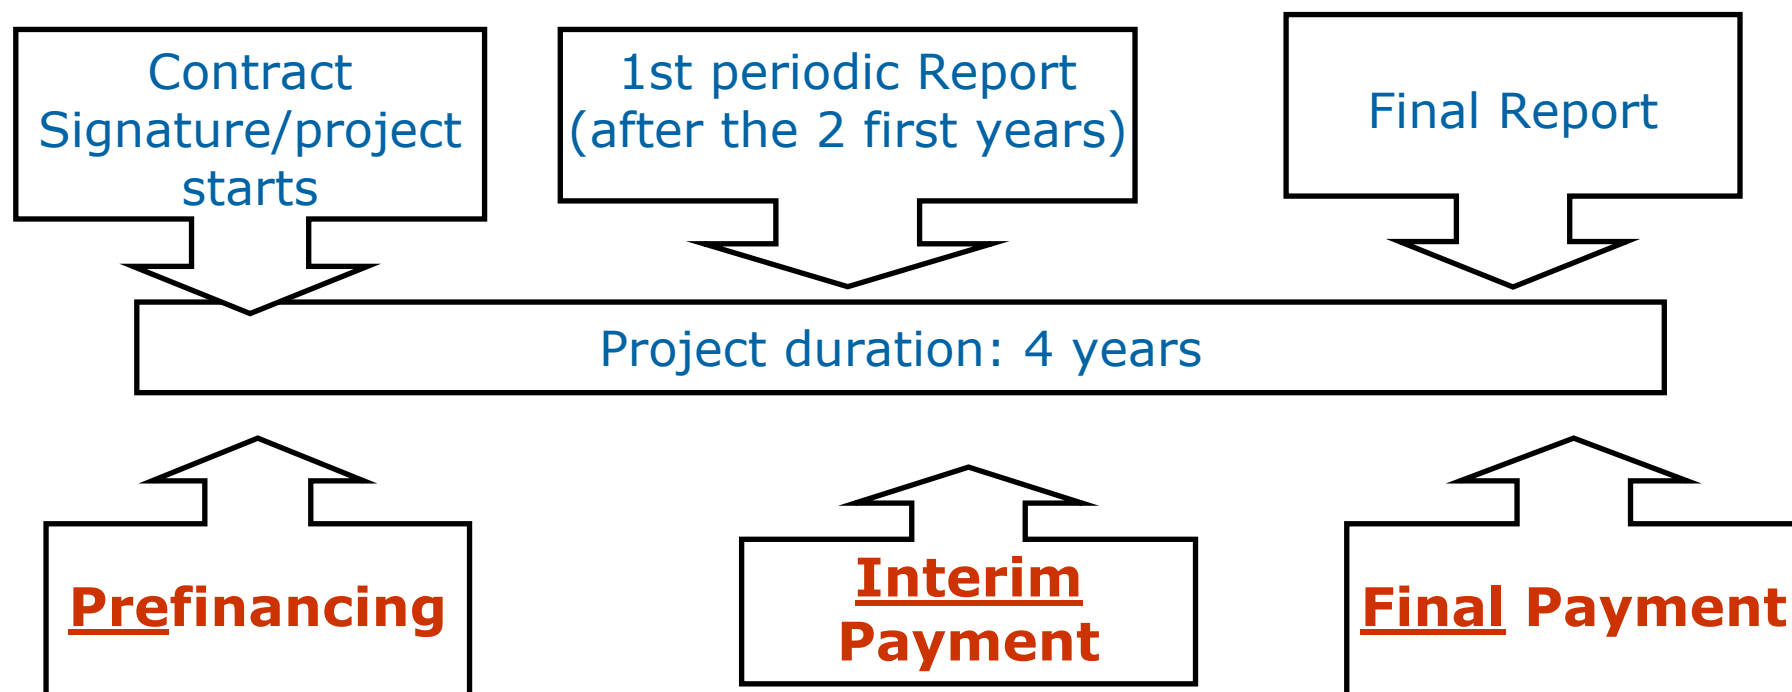 Contract
Signature/project
starts
1st periodic Report
(after the 2 first years)
Final Report
Project duration: 4 years
Prefinancing
Interim
Payment
Final Payment